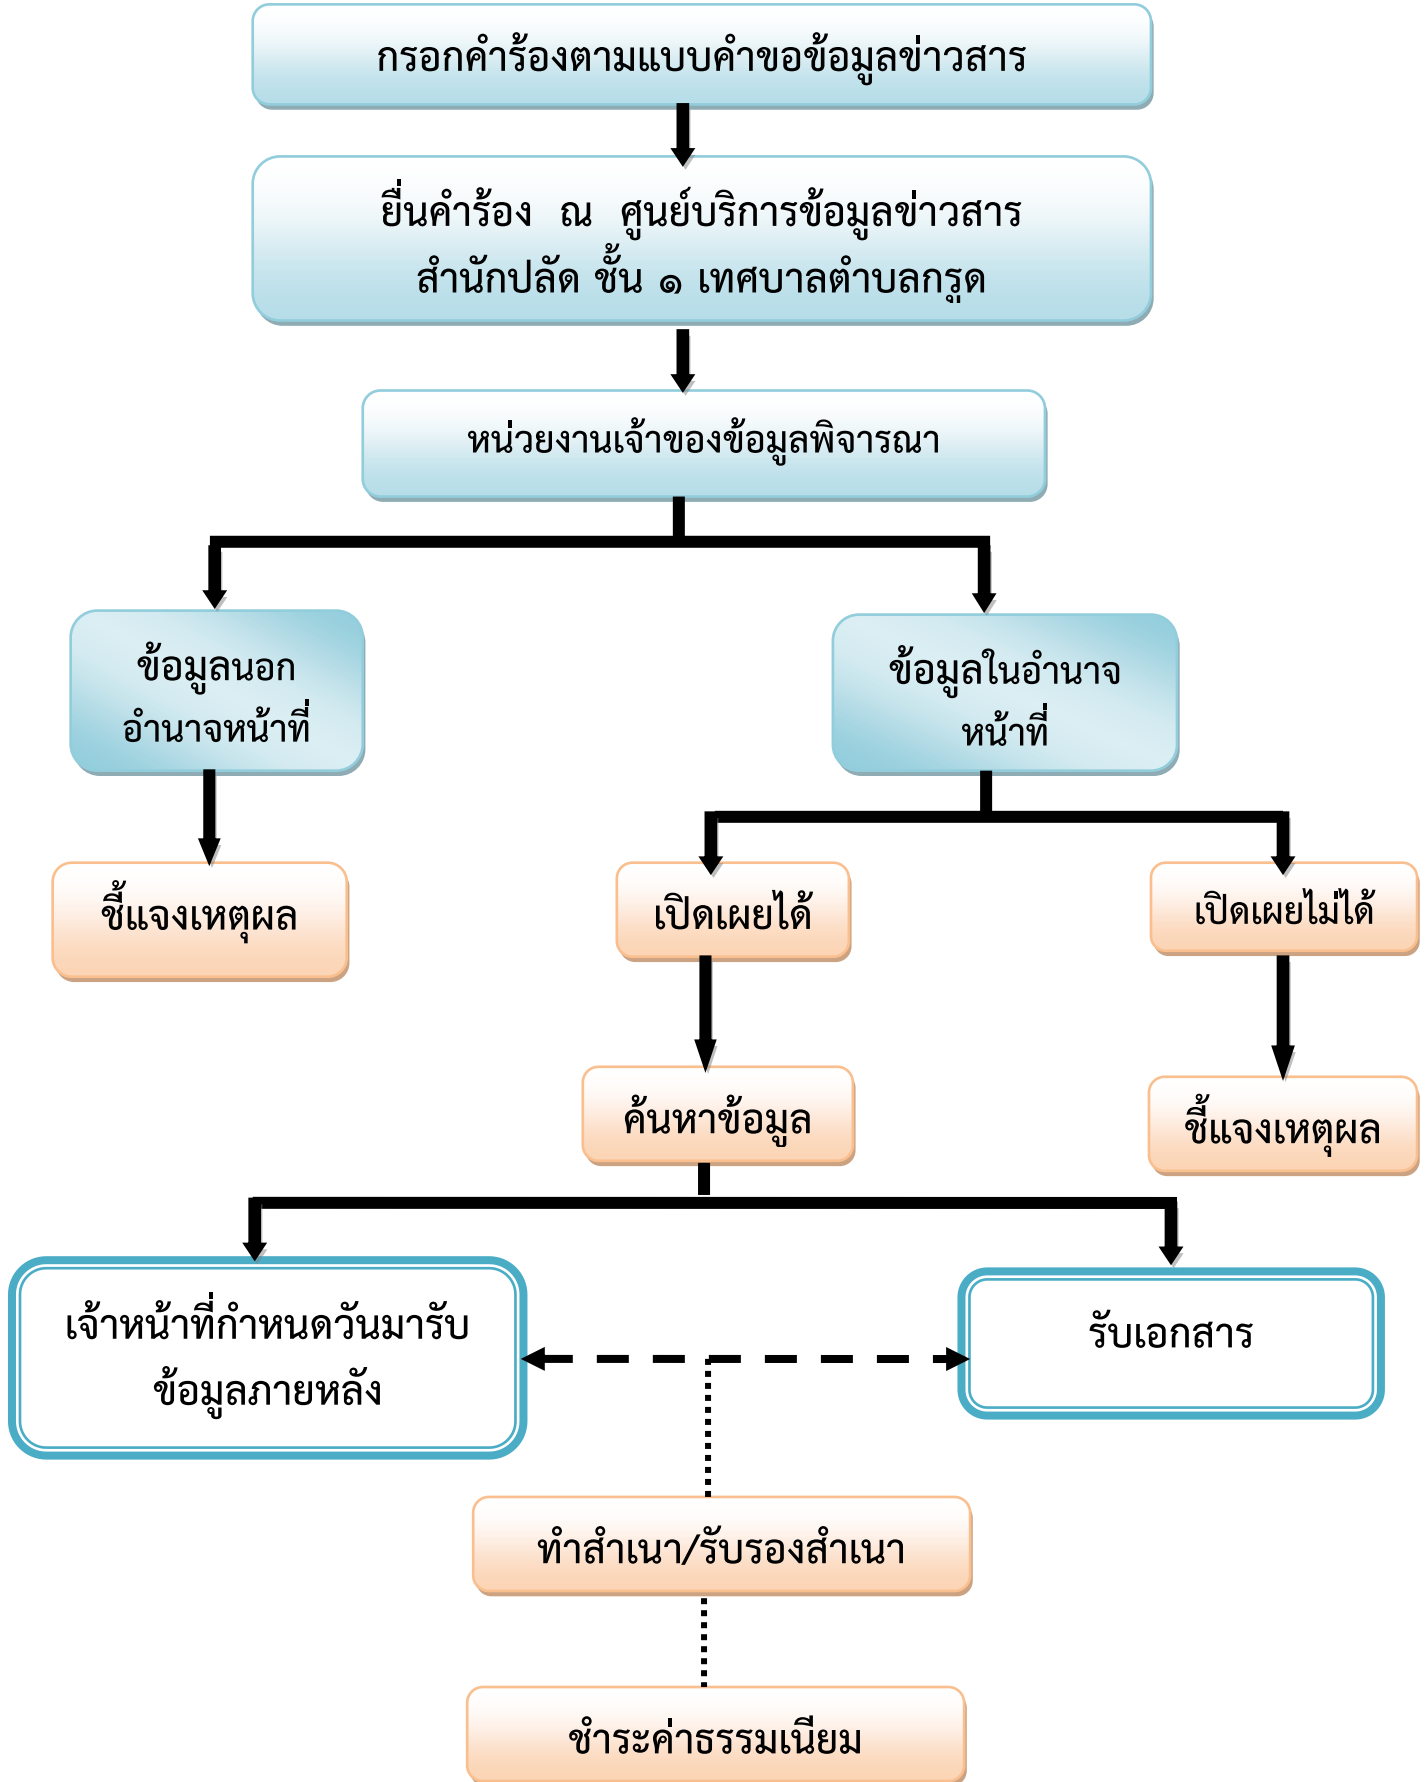 กรอกคำร้องตามแบบคำขอข้อมูลข่าวสาร
ยื่นคำร้อง ณ ศูนย์บริการข้อมูลข่าวสาร
สำนักปลัด ชั้น ๑ เทศบาลตำบลกรูด
หน่วยงานเจ้าของข้อมูลพิจารณา
ข้อมูลนอก
อำนาจหน้าที่
ข้อมูลในอำนาจ
หน้าที่
ชี้แจงเหตุผล
เปิดเผยได้
เปิดเผยไม่ได้
ค้นหาข้อมูล
ชี้แจงเหตุผล
เจ้าหน้าที่กำหนดวันมารับ
ข้อมูลภายหลัง
รับเอกสาร
ทำสำเนา/รับรองสำเนา
ชำระค่าธรรมเนียม